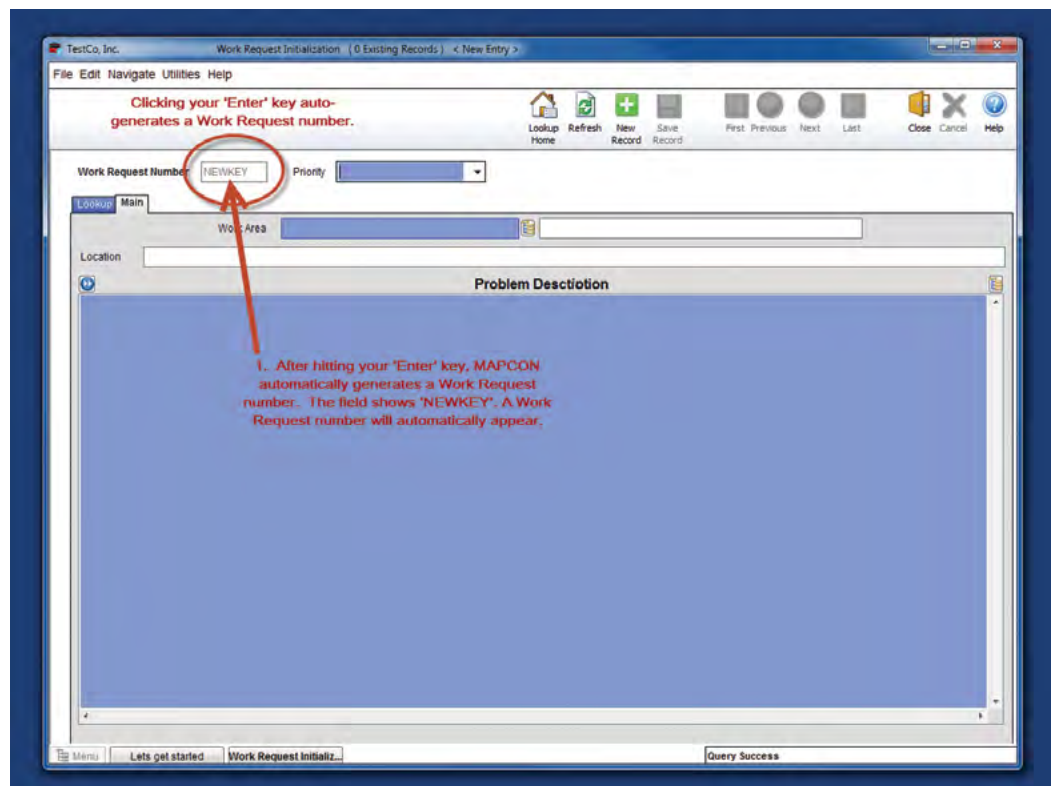 TestCo, Inc. Work Request Initialization ( 0 Existing Records ) < New Entry >
File Edit Navigate Utilities Help
Clicking your 'Enter' key auto-
generates a Work Request number.
Lookup Home
Refresh
New Record
Save Record
First
Previous
Next
Last
Close
Cancel
Help
Work Request Number NEWKEY Priority
Lookup Main
Work Area
Location
Problem Desctiotion
1. After hitting your 'Enter' key, MAPCON
automatically generates a Work Request
number. The field shows 'NEWKEY'. A Work
Request number will automatically appear.
Menu Lets get started Work Request Initializ... Query Success